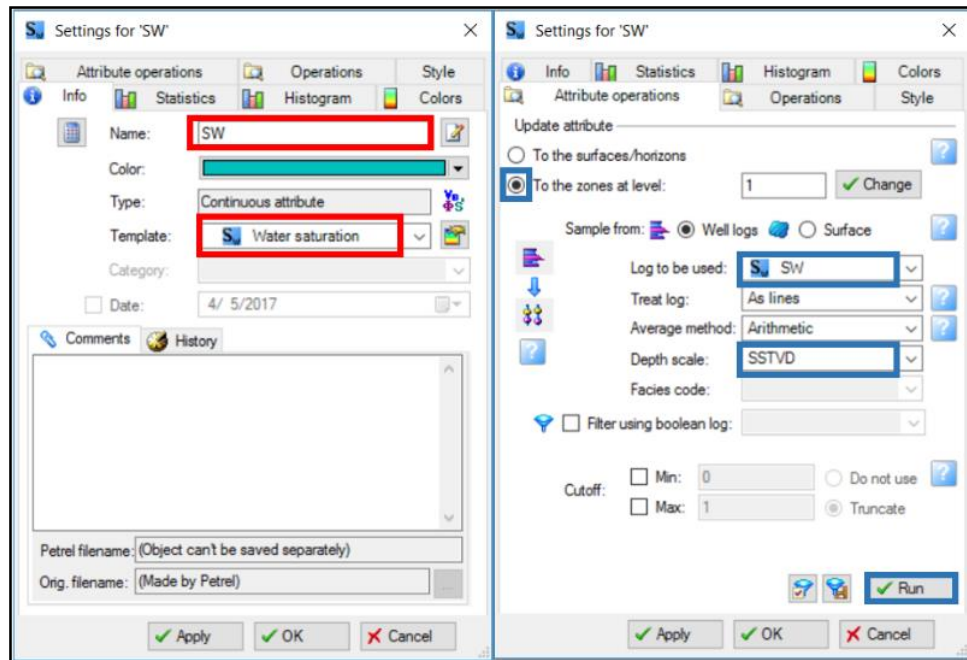 Settings for 'SW'
Attribute operations Operations Style
Info Statistics Histogram Colors
Name: SW
Color:
Type: Continuous attribute
Template: Water saturation
Category:
Date: 4/ 5/2017
Comments History
Petrel filename: (Object can't be saved separately)
Orig. filename: (Made by Petrel) ...
Apply OK Cancel
Settings for 'SW'
Info Statistics Histogram Colors
Attribute operations Operations Style
Update attribute
To the surfaces/horizons
To the zones at level: 1 Change
Sample from: Well logs Surface
Log to be used: SW
Treat log: As lines
Average method: Arithmetic
Depth scale: SSTVD
Facies code:
Filter using boolean log:
Cutoff: Min: 0 Do not use
Max: 1 Truncate
Run
Apply OK Cancel